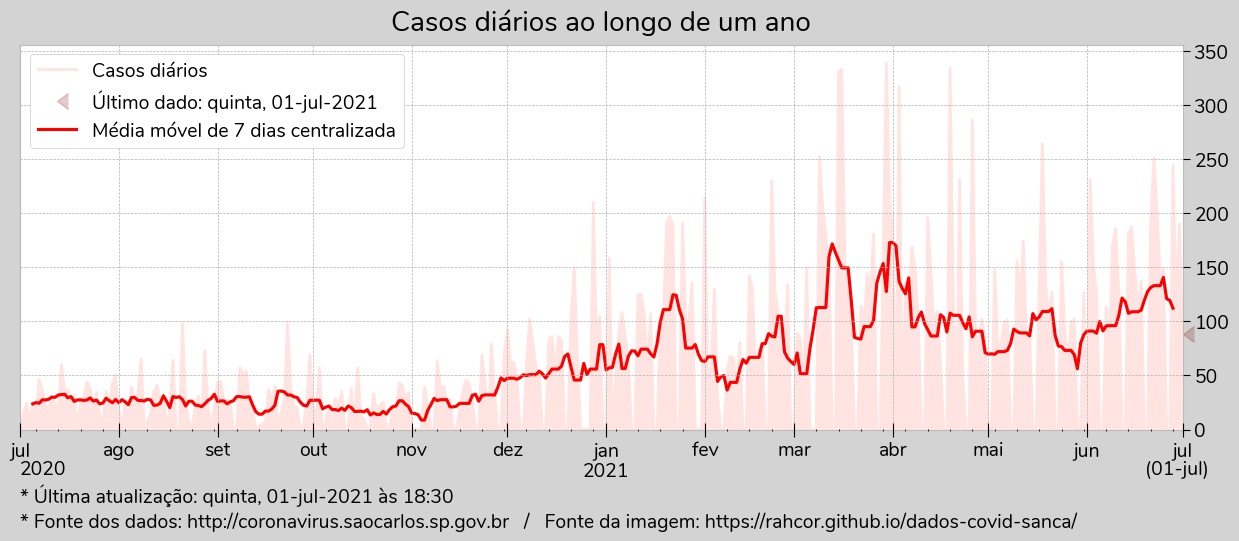 Casos diários ao longo de um ano
Casos diários
Último dado: quinta, 01-jul-2021
Média móvel de 7 dias centralizada
350
300
250
200
150
100
50
0
jul ago set out nov dez jan fev mar abr mai jun jul
2020 2021 (01-jul)
* Última atualização: quinta, 01-jul-2021 às 18:30
* Fonte dos dados: http://coronavirus.saocarlos.sp.gov.br / Fonte da imagem: https://rahcor.github.io/dados-covid-sanca/